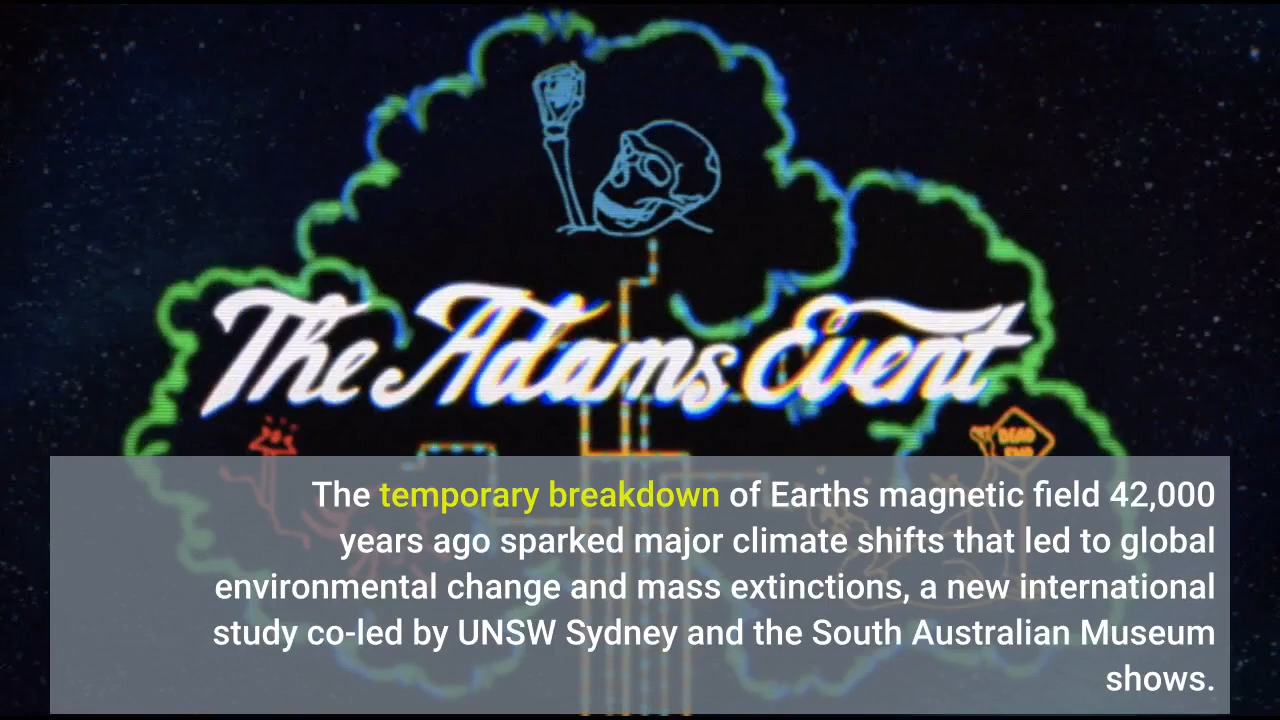 The Adams Event
DEAD
END
The temporary breakdown of Earths magnetic field 42,000
years ago sparked major climate shifts that led to global
environmental change and mass extinctions, a new international
study co-led by UNSW Sydney and the South Australian Museum
shows.